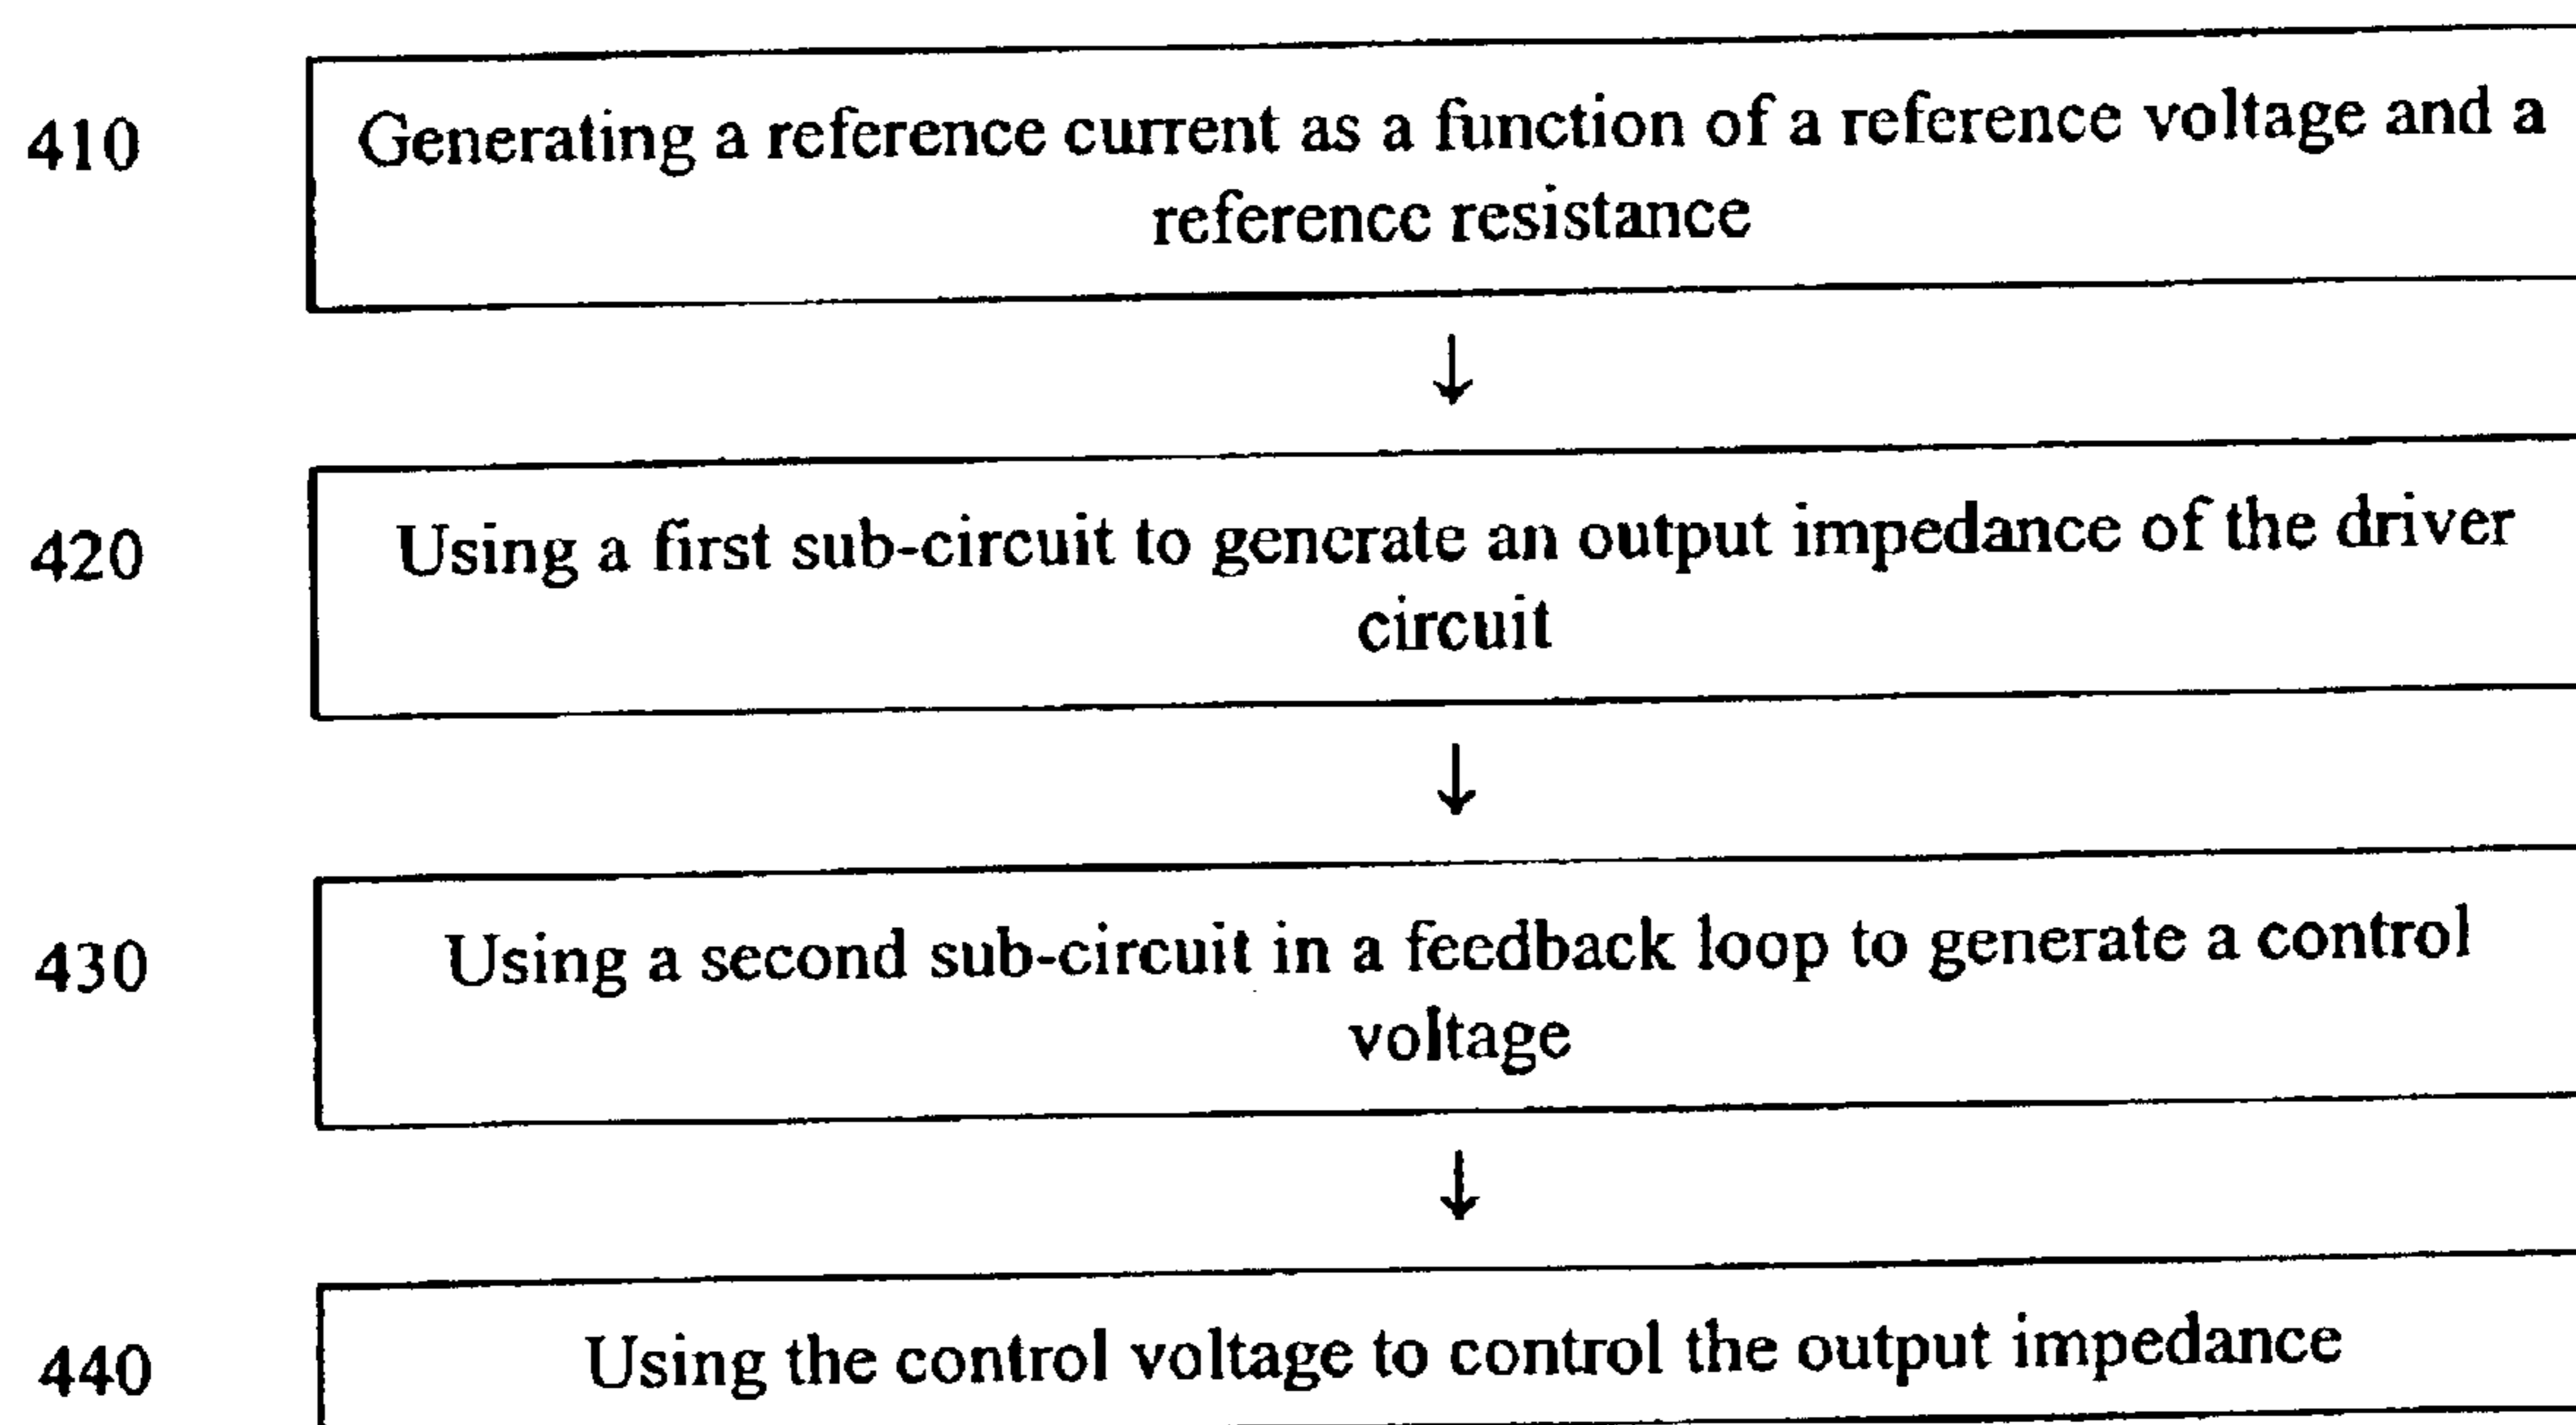 410
Generating a reference current as a function of a reference voltage and a
reference resistance
↓
420
Using a first sub-circuit to generate an output impedance of the driver
circuit
↓
430
Using a second sub-circuit in a feedback loop to generate a control
voltage
↓
440
Using the control voltage to control the output impedance